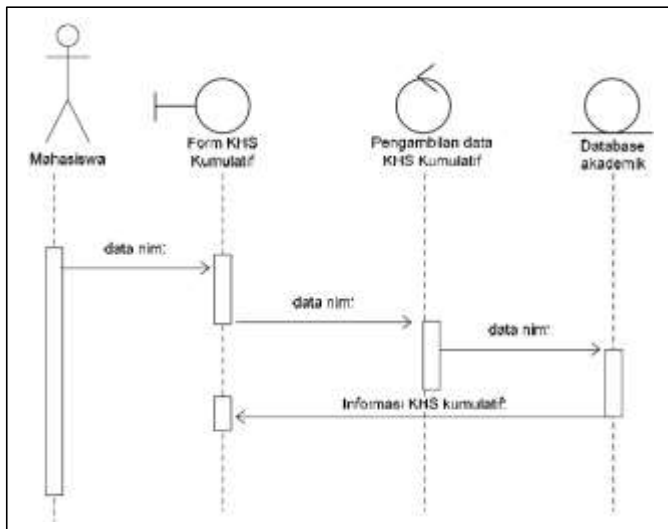 Mahasiswa
Form KHS
Kumulatif
Pengambilan data
KHS Kumulatif
Database
akademik
data nim:
data nim:
data nim:
Informasi KHS kumulatif: